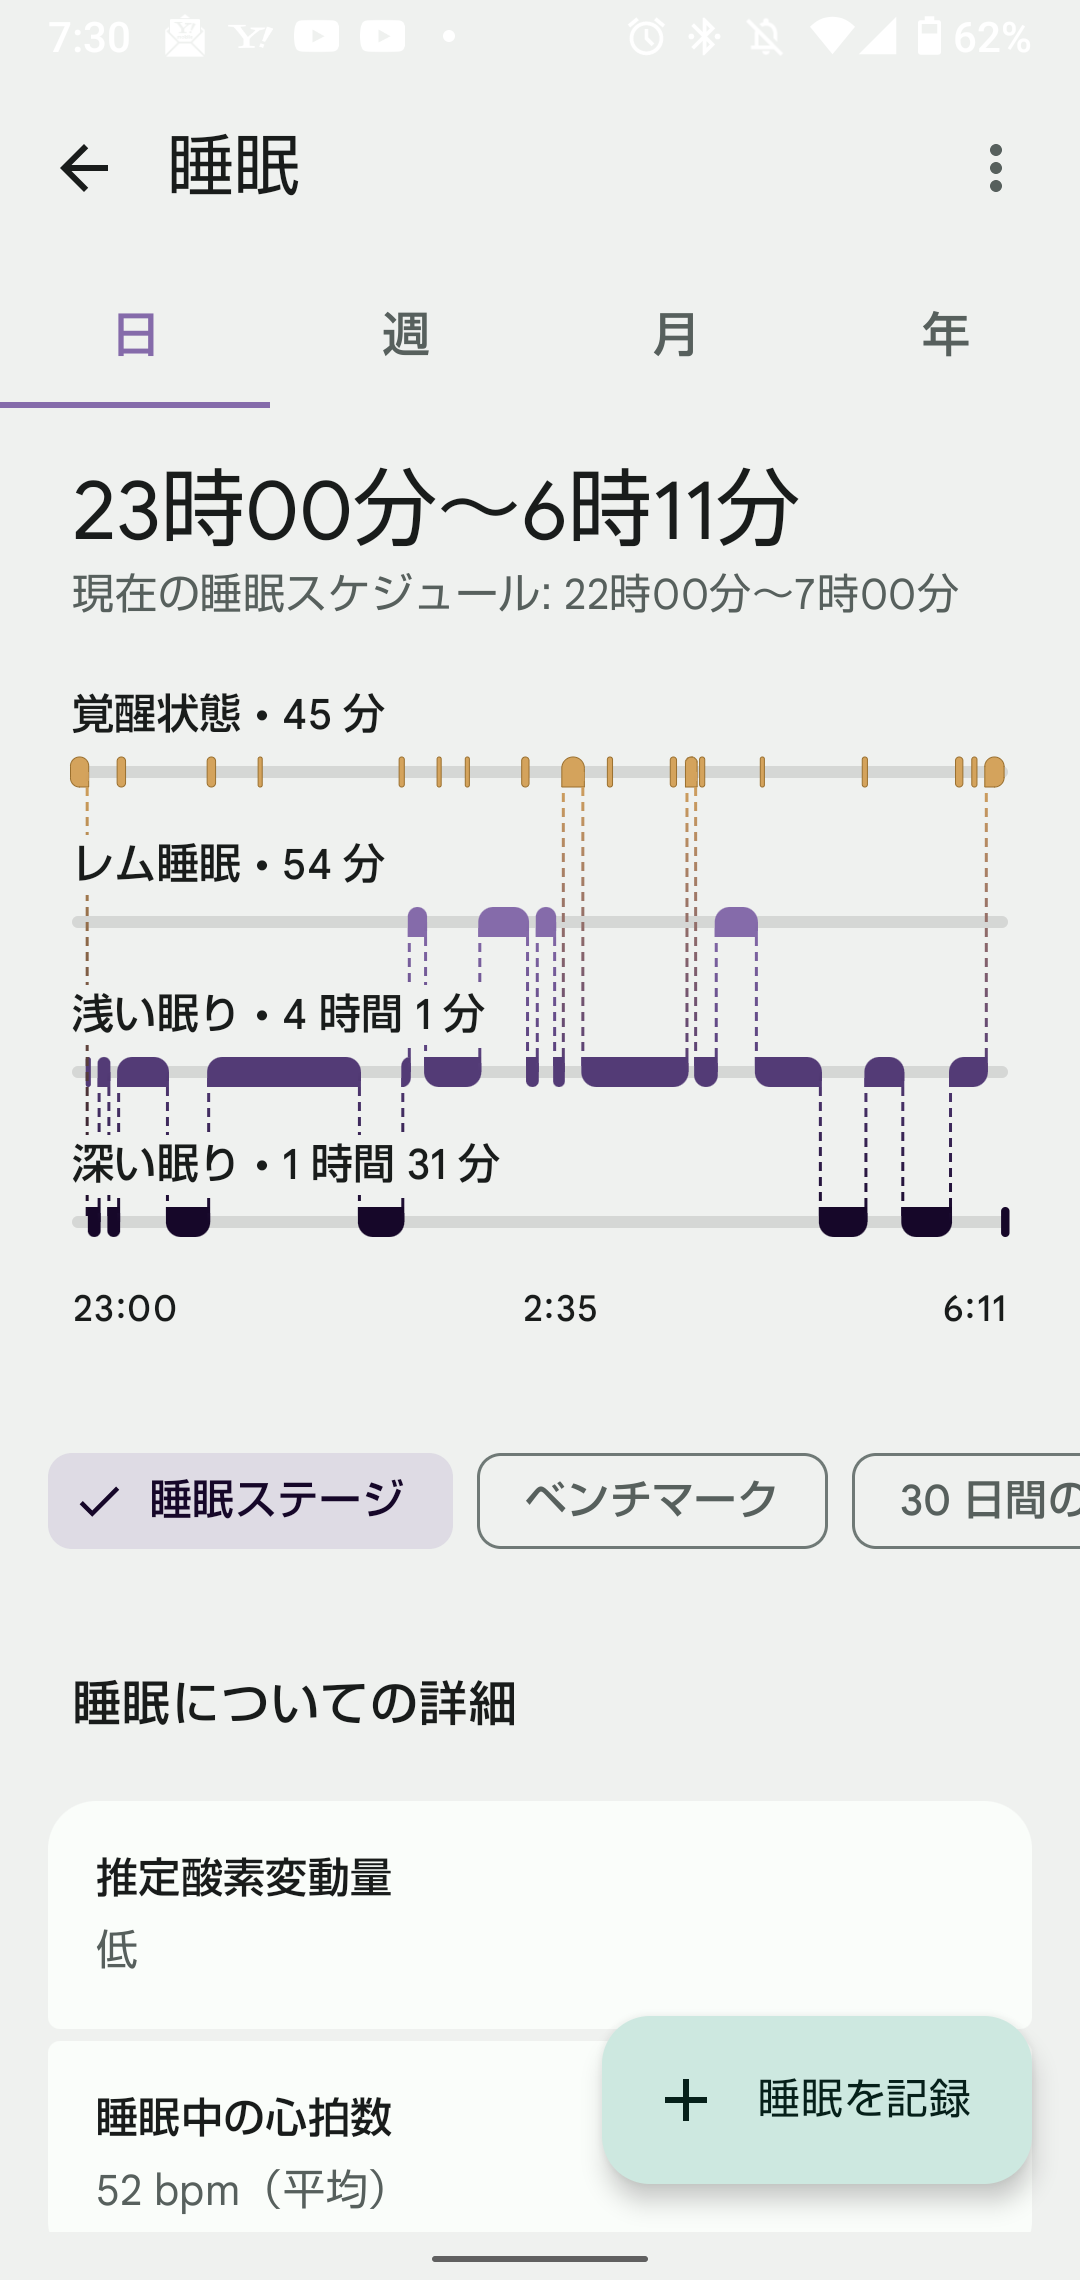 7:30
62%
睡眠
日 週 月 年
23時00分～6時11分
現在の睡眠スケジュール: 22時00分～7時00分
覚醒状態 • 45 分
レム睡眠 • 54 分
浅い眠り • 4 時間 1 分
深い眠り • 1 時間 31 分
23:00 2:35 6:11
睡眠ステージ ベンチマーク 30 日間の
睡眠についての詳細
推定酸素変動量
低
睡眠中の心拍数
52 bpm（平均）
睡眠を記録